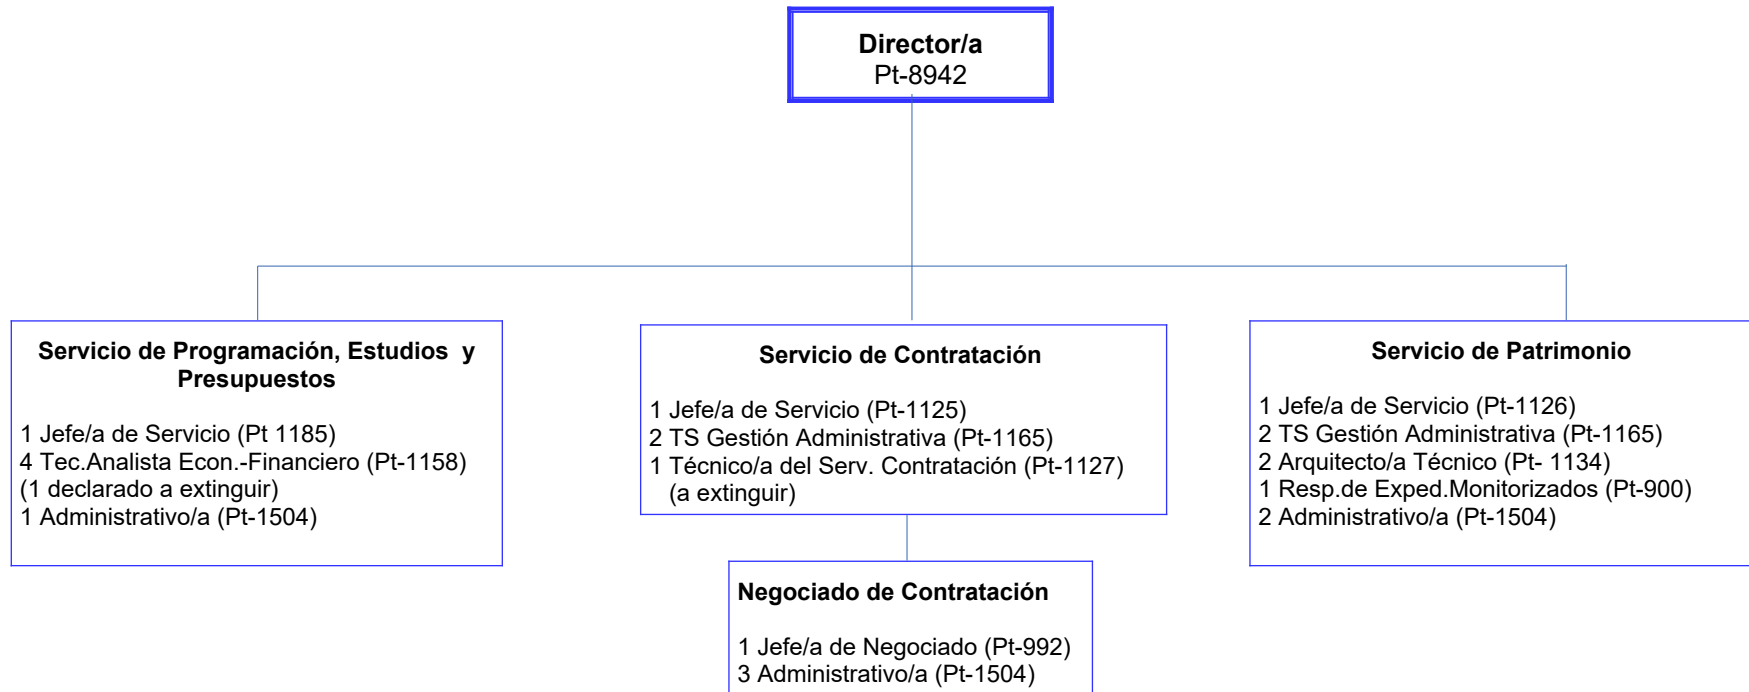 Director/a
Pt-8942
Servicio de Programación, Estudios y
Presupuestos
1 Jefe/a de Servicio (Pt 1185)
4 Tec.Analista Econ.-Financiero (Pt-1158)
(1 declarado a extinguir)
1 Administrativo/a (Pt-1504)
Servicio de Contratación
1 Jefe/a de Servicio (Pt-1125)
2 TS Gestión Administrativa (Pt-1165)
1 Técnico/a del Serv. Contratación (Pt-1127)
(a extinguir)
Negociado de Contratación
1 Jefe/a de Negociado (Pt-992)
3 Administrativo/a (Pt-1504)
Servicio de Patrimonio
1 Jefe/a de Servicio (Pt-1126)
2 TS Gestión Administrativa (Pt-1165)
2 Arquitecto/a Técnico (Pt- 1134)
1 Resp.de Exped.Monitorizados (Pt-900)
2 Administrativo/a (Pt-1504)